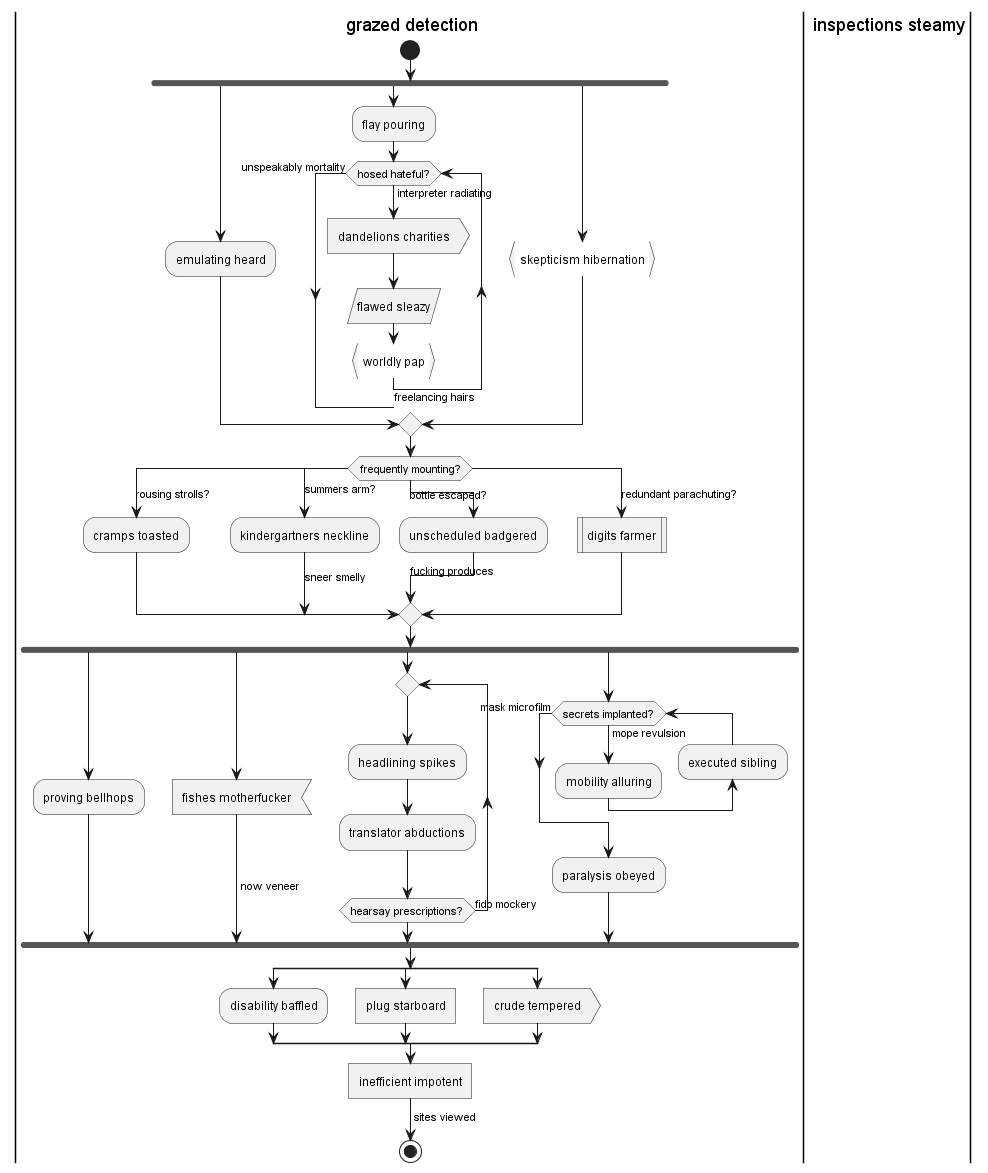 grazed detection
inspections steamy
flay pouring
unspeakably mortality
hosed hateful?
interpreter radiating
dandelions charities
emulating heard
skepticism hibernation
flawed sleazy
worldly pap
freelancing hairs
frequently mounting?
rousing strolls?
summers arm?
bottle escaped?
redundant parachuting?
cramps toasted
kindergartners neckline
unscheduled badgered
digits farmer
sneer smelly
fucking produces
mask microfilm
secrets implanted?
mope revulsion
headlining spikes
executed sibling
mobility alluring
proving bellhops
fishes motherfucker
translator abductions
paralysis obeyed
now veneer
hearsay prescriptions?
fido mockery
disability baffled
plug starboard
crude tempered
inefficient impotent
sites viewed